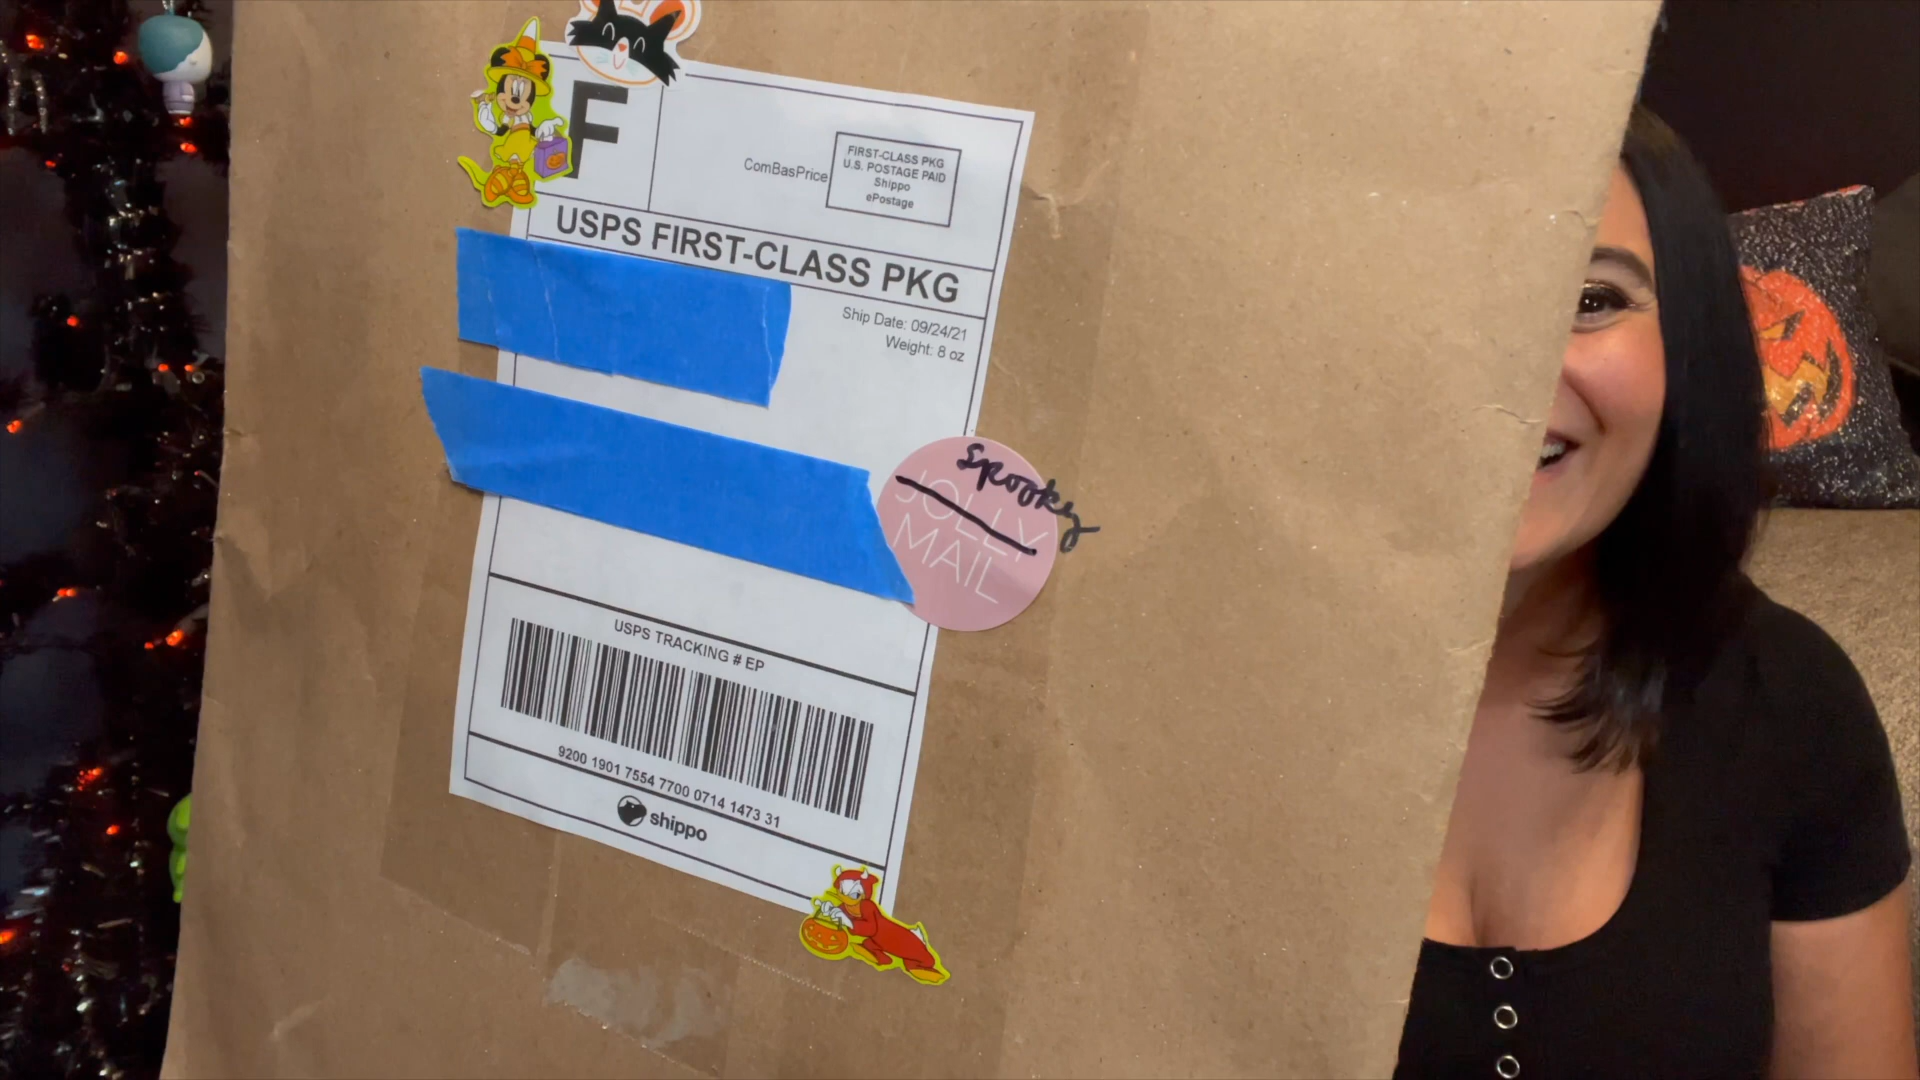 F
ComBasPrice
FIRST-CLASS PKG
U.S. POSTAGE PAID
Shippo
ePostage
USPS FIRST-CLASS PKG
Ship Date: 09/24/21
Weight: 8 oz
spooky
JOLLY
MAIL
USPS TRACKING # EP
9200 1901 7554 7700 0714 1473 31
shippo